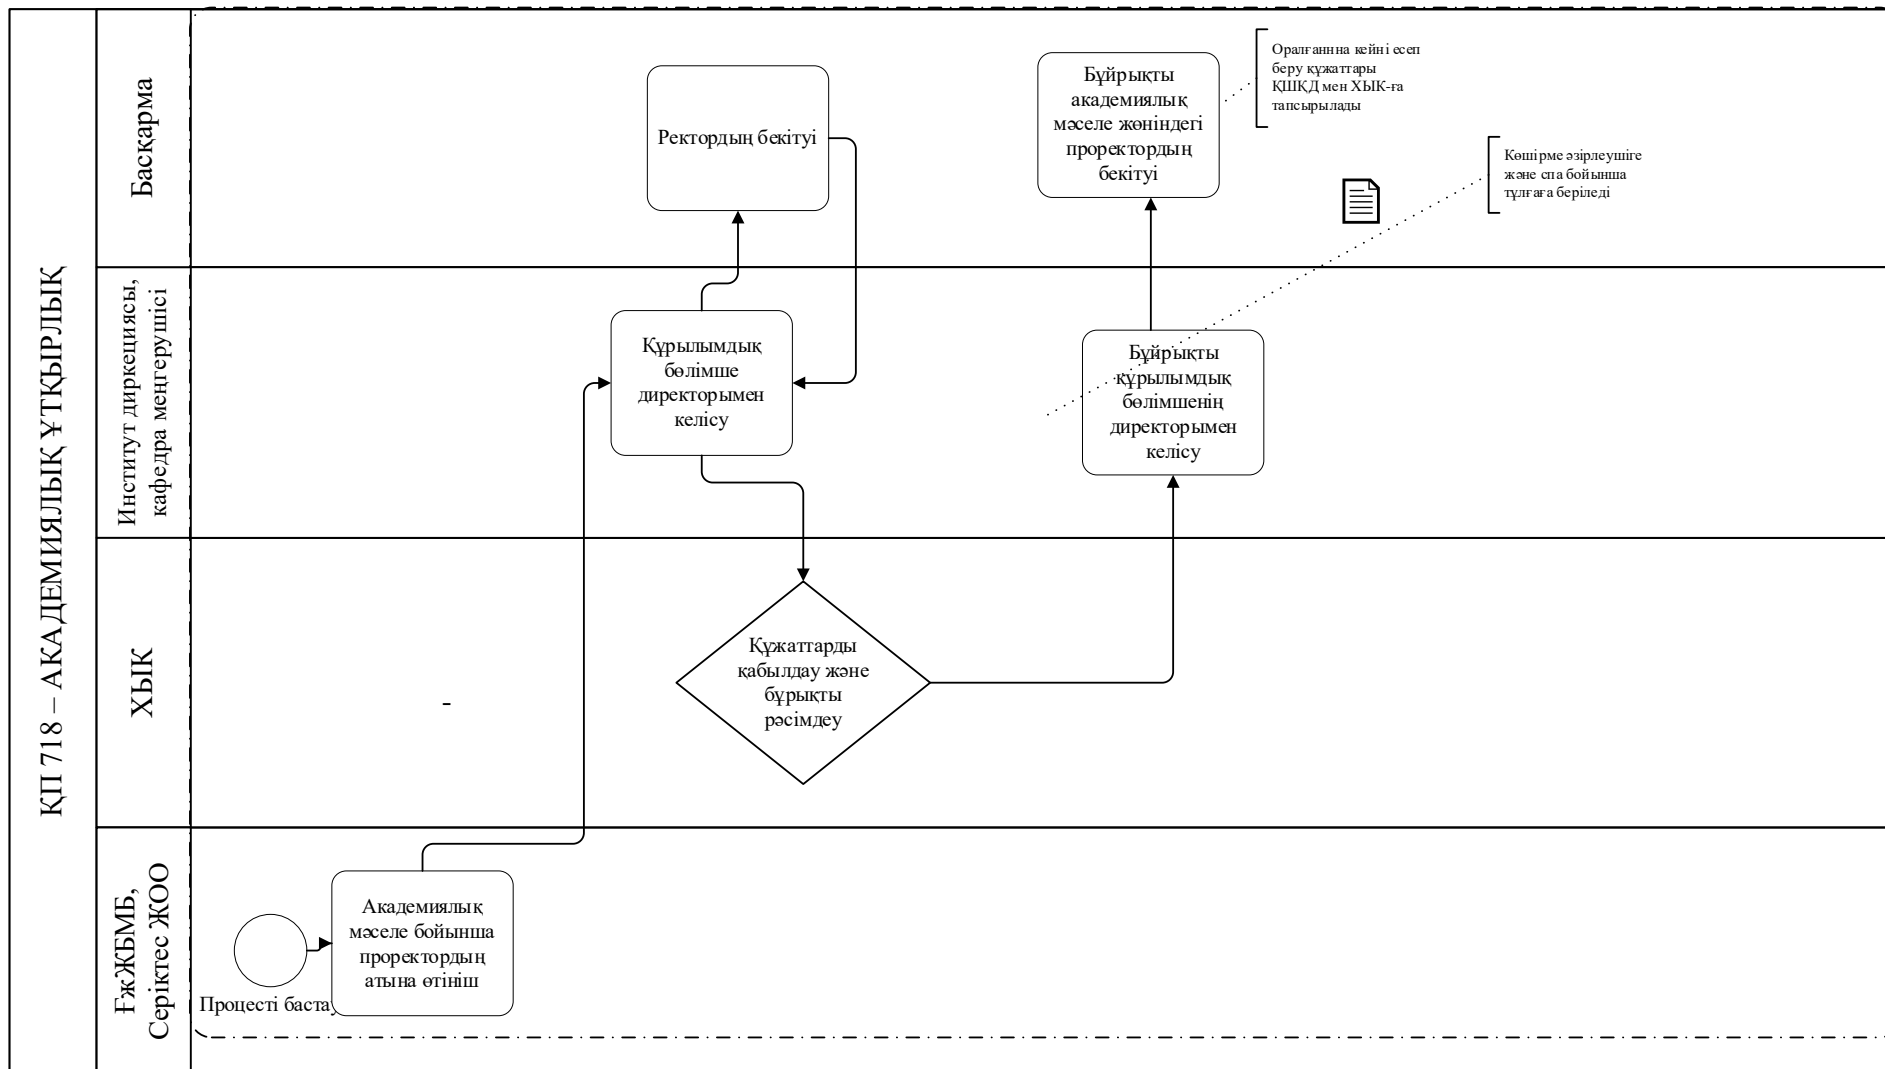 ҚП 718 – АКАДЕМИЯЛЫҚ ҰТҚЫРЛЫҚ
Басқарма
Ректордың бекітуі
Бұйрықты
академиялық
мәселе жөніндегі
проректордың
бекітуі
Оралғаннна кейні есеп
беру құжаттары
ҚШҚД мен ХЫК-ға
тапсырылады
Көшірме әзірлеушіге
және спа бойынша
тұлғаға беріледі
Институт диркециясы,
кафедра меңгерушісі
Құрылымдық
бөлімше
директорымен
келісу
Бұйрықты
құрылымдық
бөлімшенің
директорымен
келісу
ХЫК
-
Құжаттарды
қабылдау және
бұрықты
рәсімдеу
ҒжЖБМБ,
Серіктес ЖОО
Процесті бастау
Академиялық
мәселе бойынша
проректордың
атына өтініш